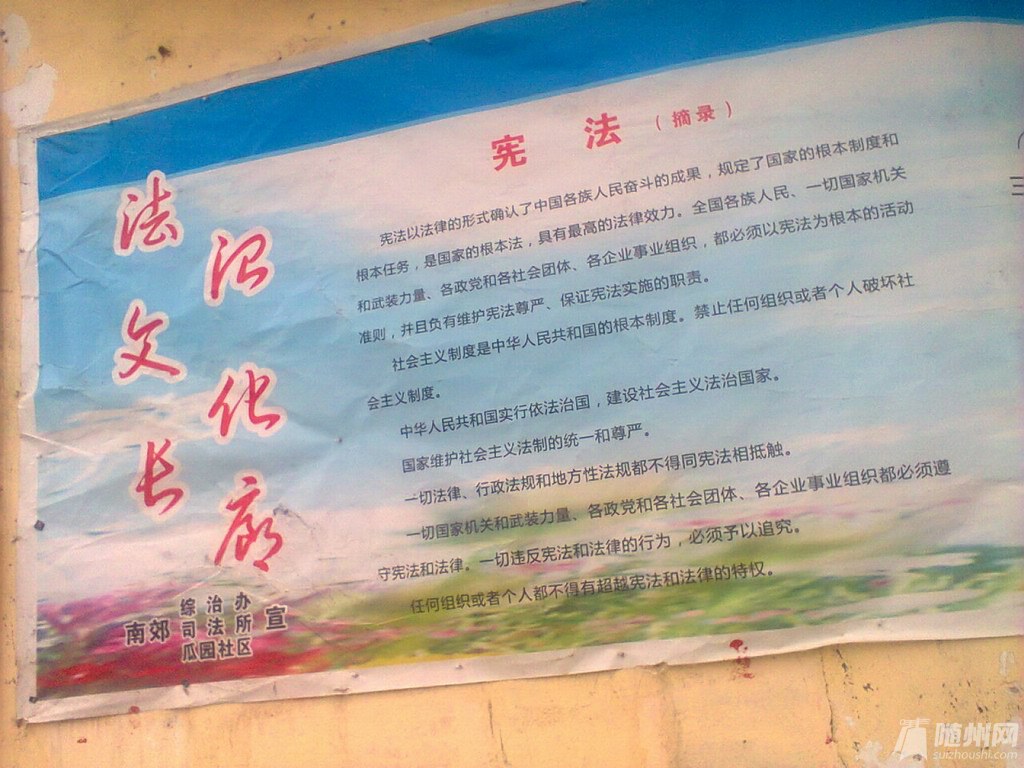 法治文化长廊
南郊
综治办
司法所
瓜园社区
宣
宪 法（摘录）
宪法以法律的形式确认了中国各族人民奋斗的成果，规定了国家的根本制度和
根本任务，是国家的根本法，具有最高的法律效力。全国各族人民、一切国家机关
和武装力量、各政党和各社会团体、各企业事业组织，都必须以宪法为根本的活动
准则，并且负有维护宪法尊严、保证宪法实施的职责。
社会主义制度是中华人民共和国的根本制度。禁止任何组织或者个人破坏社
会主义制度。
中华人民共和国实行依法治国，建设社会主义法治国家。
国家维护社会主义法制的统一和尊严。
一切法律、行政法规和地方性法规都不得同宪法相抵触。
一切国家机关和武装力量、各政党和各社会团体、各企业事业组织都必须遵
守宪法和法律。一切违反宪法和法律的行为，必须予以追究。
任何组织或者个人都不得有超越宪法和法律的特权。
随州网
suizhoushi.com